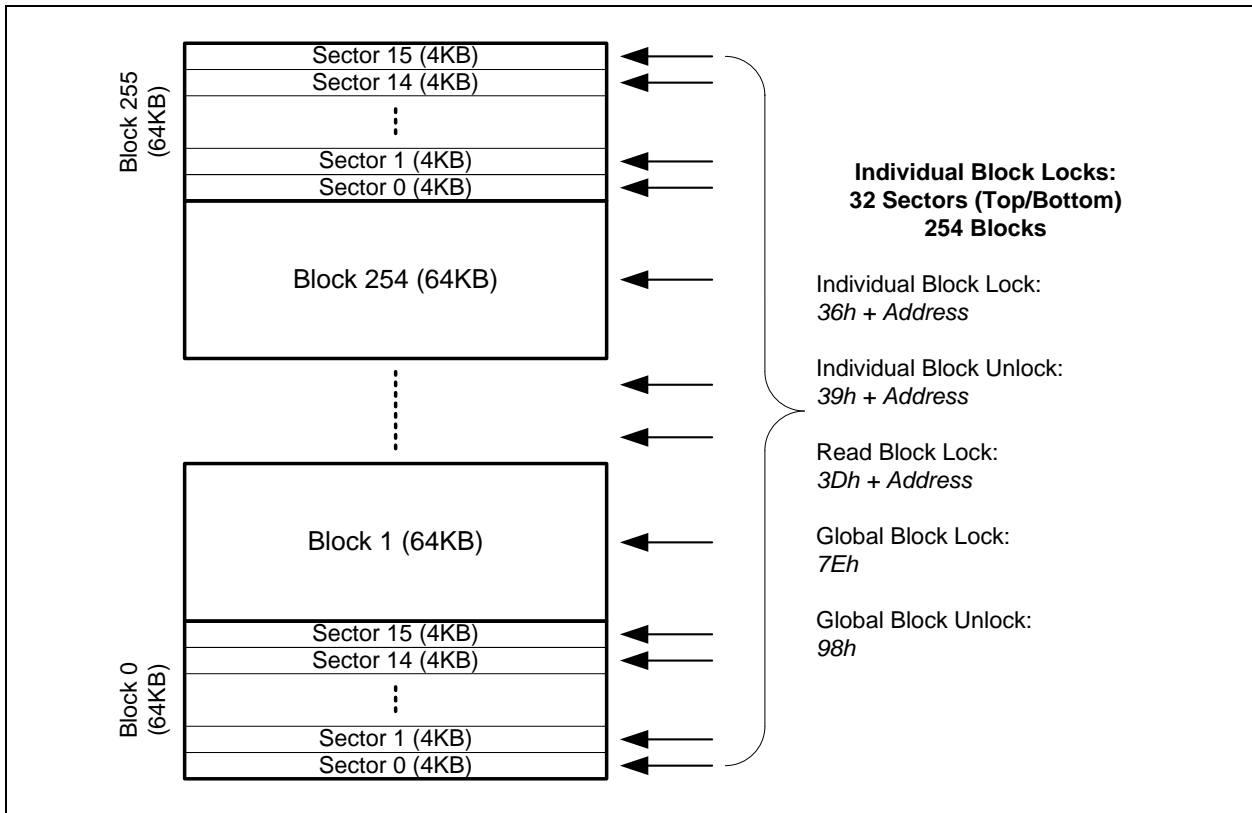 Block 255
(64KB)
Sector 15 (4KB)
Sector 14 (4KB)
Sector 1 (4KB)
Sector 0 (4KB)
Block 254 (64KB)
Block 1 (64KB)
Block 0
(64KB)
Sector 15 (4KB)
Sector 14 (4KB)
Sector 1 (4KB)
Sector 0 (4KB)
Individual Block Locks:
32 Sectors (Top/Bottom)
254 Blocks
Individual Block Lock:
36h + Address
Individual Block Unlock:
39h + Address
Read Block Lock:
3Dh + Address
Global Block Lock:
7Eh
Global Block Unlock:
98h